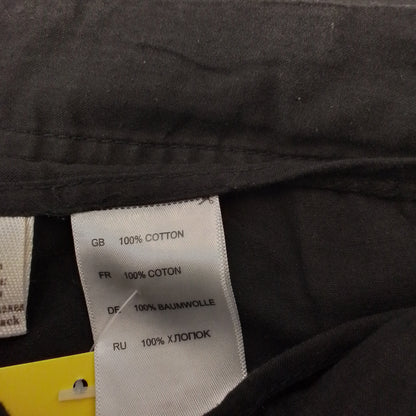 GB 100% COTTON
FR 100% COTON
DE 100% BAUMWOLLE
RU 100% ХЛОПОК